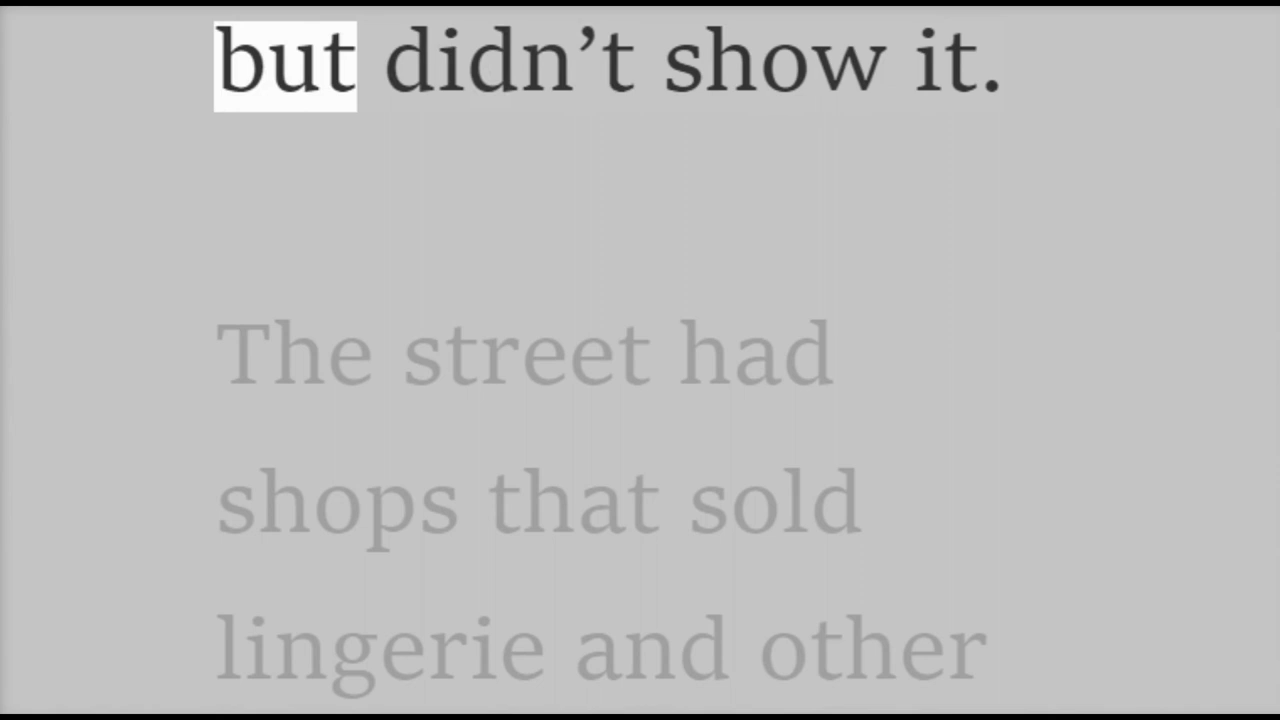 but didn’t show it.
The street had
shops that sold
lingerie and other